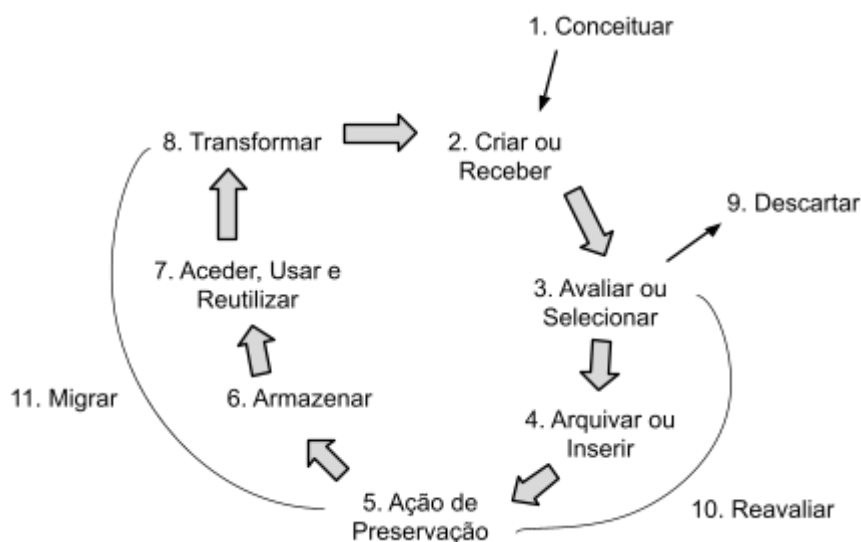 1. Conceituar
2. Criar ou
Receber
3. Avaliar ou
Selecionar
4. Arquivar ou
Inserir
5. Ação de
Preservação
6. Armazenar
7. Aceder, Usar e
Reutilizar
8. Transformar
9. Descartar
10. Reavaliar
11. Migrar